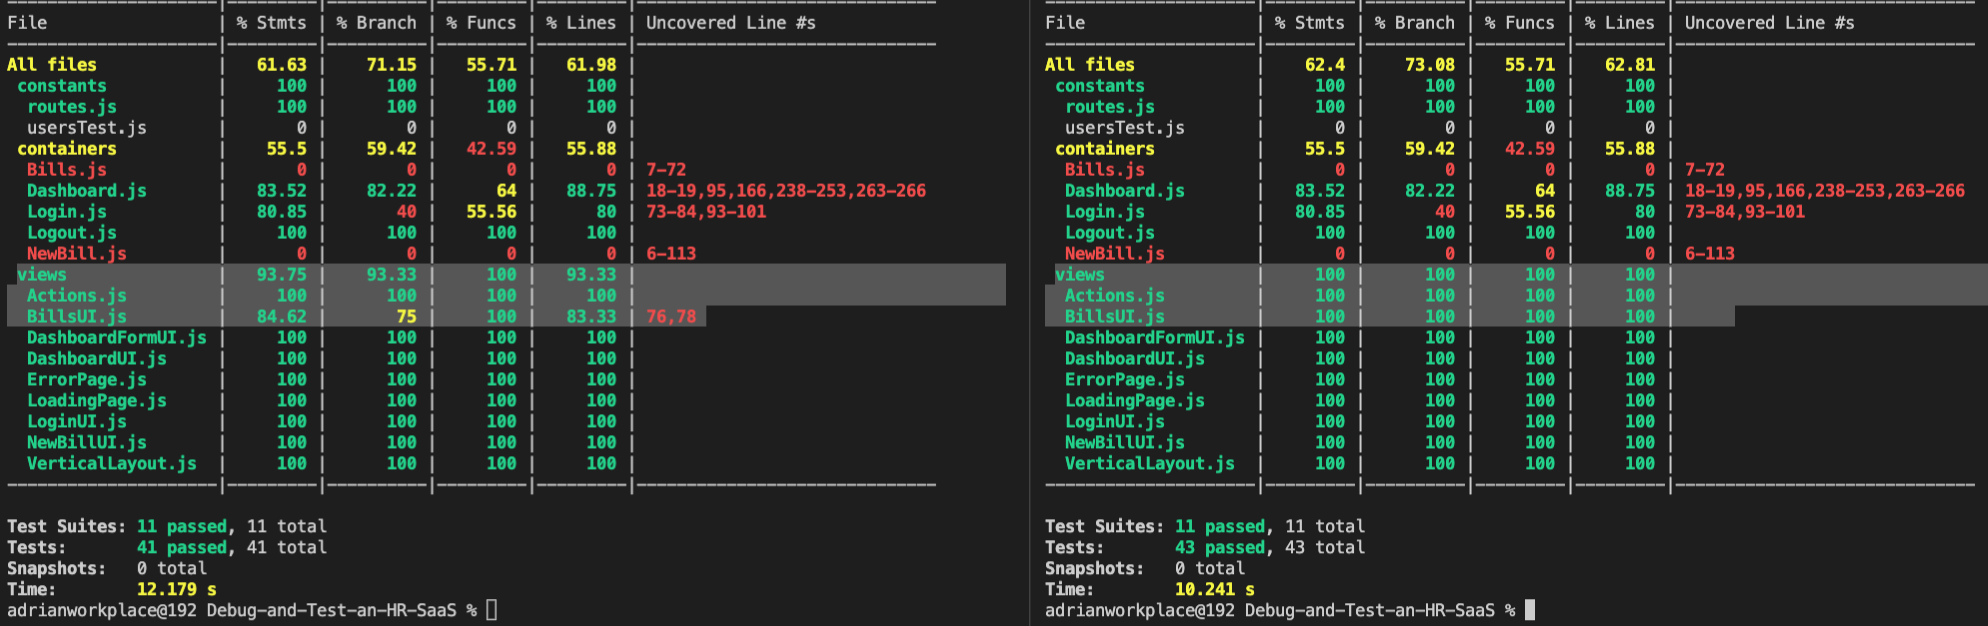 File | % Stmts | % Branch | % Funcs | % Lines | Uncovered Line #s
All files | 61.63 | 71.15 | 55.71 | 61.98 |
constants | 100 | 100 | 100 | 100 |
routes.js | 100 | 100 | 100 | 100 |
usersTest.js | 0 | 0 | 0 | 0 |
containers | 55.5 | 59.42 | 42.59 | 55.88 |
Bills.js | 0 | 0 | 0 | 0 | 7-72
Dashboard.js | 83.52 | 82.22 | 64 | 88.75 | 18-19,95,166,238-253,263-266
Login.js | 80.85 | 40 | 55.56 | 80 | 73-84,93-101
Logout.js | 100 | 100 | 100 | 100 |
NewBill.js | 0 | 0 | 0 | 0 | 6-113
views | 93.75 | 93.33 | 100 | 93.33 |
Actions.js | 100 | 100 | 100 | 100 |
BillsUI.js | 84.62 | 75 | 100 | 83.33 | 76,78
DashboardFormUI.js | 100 | 100 | 100 | 100 |
DashboardUI.js | 100 | 100 | 100 | 100 |
ErrorPage.js | 100 | 100 | 100 | 100 |
LoadingPage.js | 100 | 100 | 100 | 100 |
LoginUI.js | 100 | 100 | 100 | 100 |
NewBillUI.js | 100 | 100 | 100 | 100 |
VerticalLayout.js | 100 | 100 | 100 | 100 |
Test Suites: 11 passed, 11 total
Tests: 41 passed, 41 total
Snapshots: 0 total
Time: 12.179 s
adrianworkplace@192 Debug-and-Test-an-HR-SaaS %
File | % Stmts | % Branch | % Funcs | % Lines | Uncovered Line #s
All files | 62.4 | 73.08 | 55.71 | 62.81 |
constants | 100 | 100 | 100 | 100 |
routes.js | 100 | 100 | 100 | 100 |
usersTest.js | 0 | 0 | 0 | 0 |
containers | 55.5 | 59.42 | 42.59 | 55.88 |
Bills.js | 0 | 0 | 0 | 0 | 7-72
Dashboard.js | 83.52 | 82.22 | 64 | 88.75 | 18-19,95,166,238-253,263-266
Login.js | 80.85 | 40 | 55.56 | 80 | 73-84,93-101
Logout.js | 100 | 100 | 100 | 100 |
NewBill.js | 0 | 0 | 0 | 0 | 6-113
views | 100 | 100 | 100 | 100 |
Actions.js | 100 | 100 | 100 | 100 |
BillsUI.js | 100 | 100 | 100 | 100 |
DashboardFormUI.js | 100 | 100 | 100 | 100 |
DashboardUI.js | 100 | 100 | 100 | 100 |
ErrorPage.js | 100 | 100 | 100 | 100 |
LoadingPage.js | 100 | 100 | 100 | 100 |
LoginUI.js | 100 | 100 | 100 | 100 |
NewBillUI.js | 100 | 100 | 100 | 100 |
VerticalLayout.js | 100 | 100 | 100 | 100 |
Test Suites: 11 passed, 11 total
Tests: 43 passed, 43 total
Snapshots: 0 total
Time: 10.241 s
adrianworkplace@192 Debug-and-Test-an-HR-SaaS %